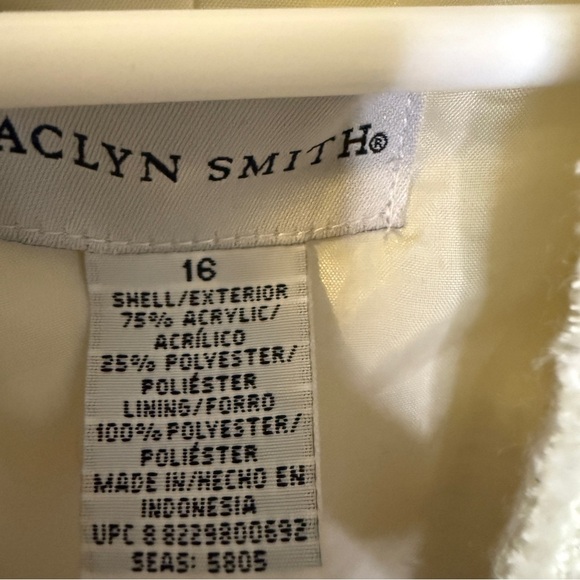 ACLYN SMITH®
16
SHELL/EXTERIOR
75% ACRYLIC/
ACRÍLICO
25% POLYESTER/
POLIÉSTER
LINING/FORRO
100% POLYESTER/
POLIÉSTER
MADE IN/HECHO EN
INDONESIA
UPC 8 8229800692
SEAS: 5805